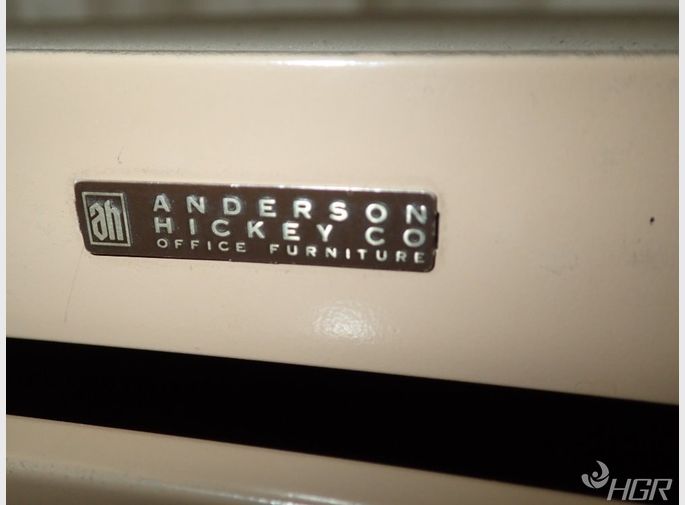 ah
ANDERSON
HICKEY CO
OFFICE FURNITURE
HGR